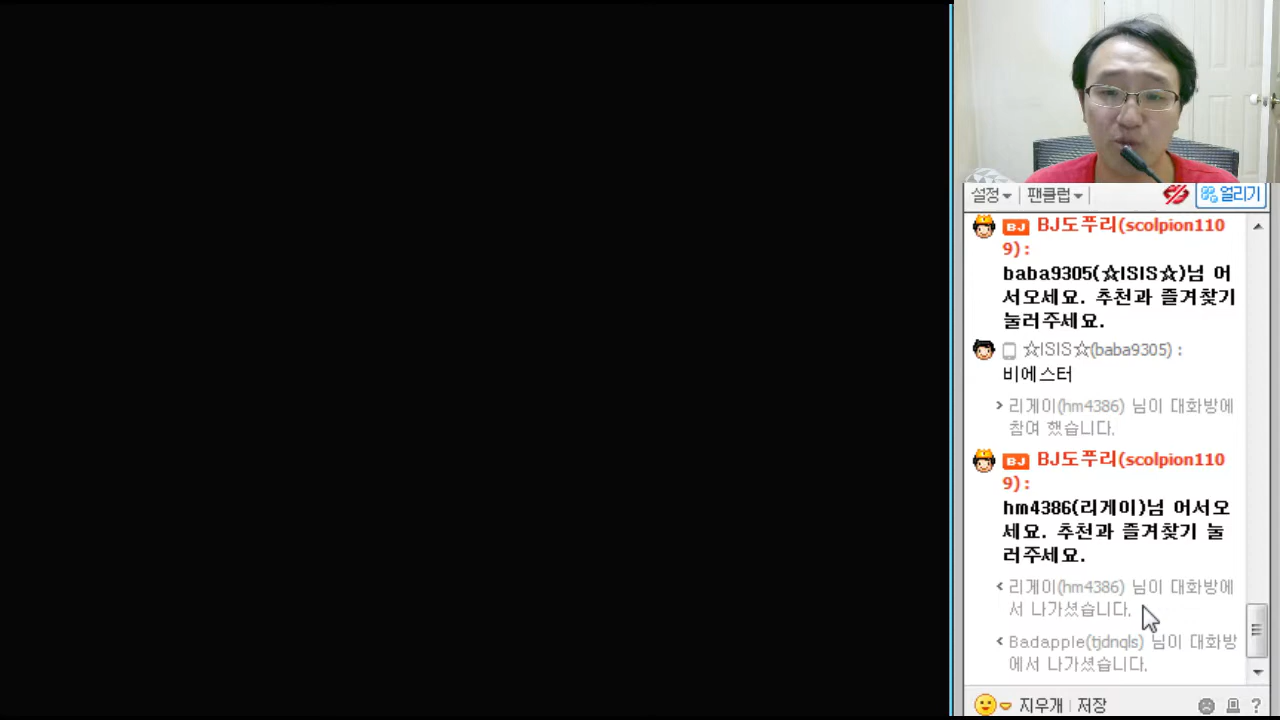 설정 팬클럽 얼리기
BJ BJ도푸리(scolpion110
9) :
baba9305(☆ISIS☆)님 어
서오세요. 추천과 즐겨찾기
눌러주세요.
☆ISIS☆(baba9305) :
비에스터
리게이(hm4386) 님이 대화방에
참여 했습니다.
BJ BJ도푸리(scolpion110
9) :
hm4386(리게이)님 어서오
세요. 추천과 즐겨찾기 눌
러주세요.
리게이(hm4386) 님이 대화방에
서 나가셨습니다.
Badapple(tjdnqls) 님이 대화방
에서 나가셨습니다.
지우개 저장 ?